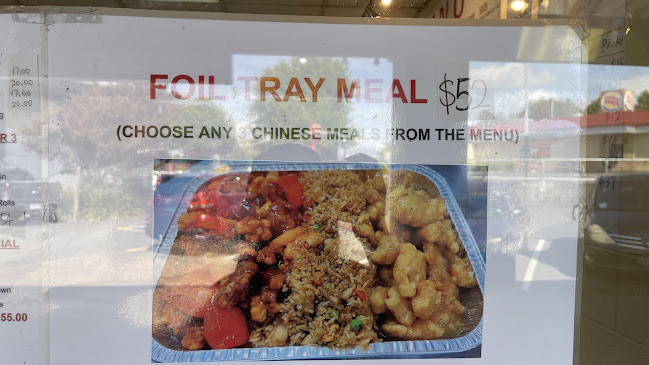 17.00
20.00
17.00
20.00
R 3
Rolls
CIAL
55.00
FOIL TRAY MEAL $52
(CHOOSE ANY 3 CHINESE MEALS FROM THE MENU)